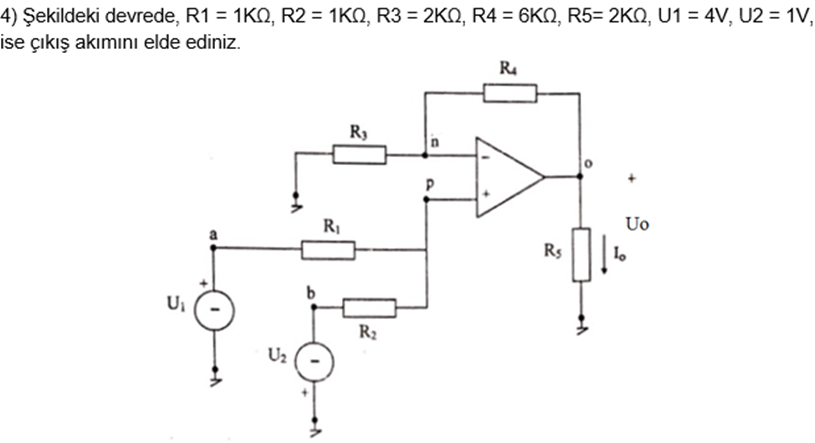 4) Şekildeki devrede, R1 = 1KΩ, R2 = 1KΩ, R3 = 2KΩ, R4 = 6KΩ, R5= 2KΩ, U1 = 4V, U2 = 1V,
ise çıkış akımını elde ediniz.
R₄
R₃
n
o
p
+
-
+
Uo
R₁
a
R₅
I₀
+
b
U₁
-
R₂
U₂
-
+